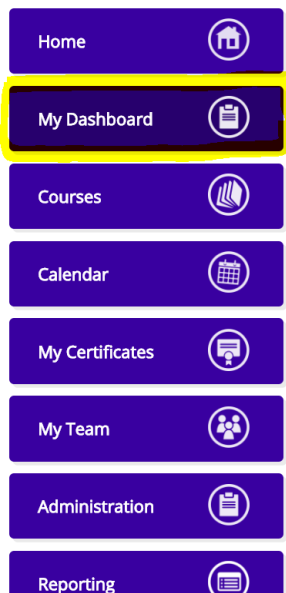 Home
My Dashboard
Courses
Calendar
My Certificates
My Team
Administration
Reporting